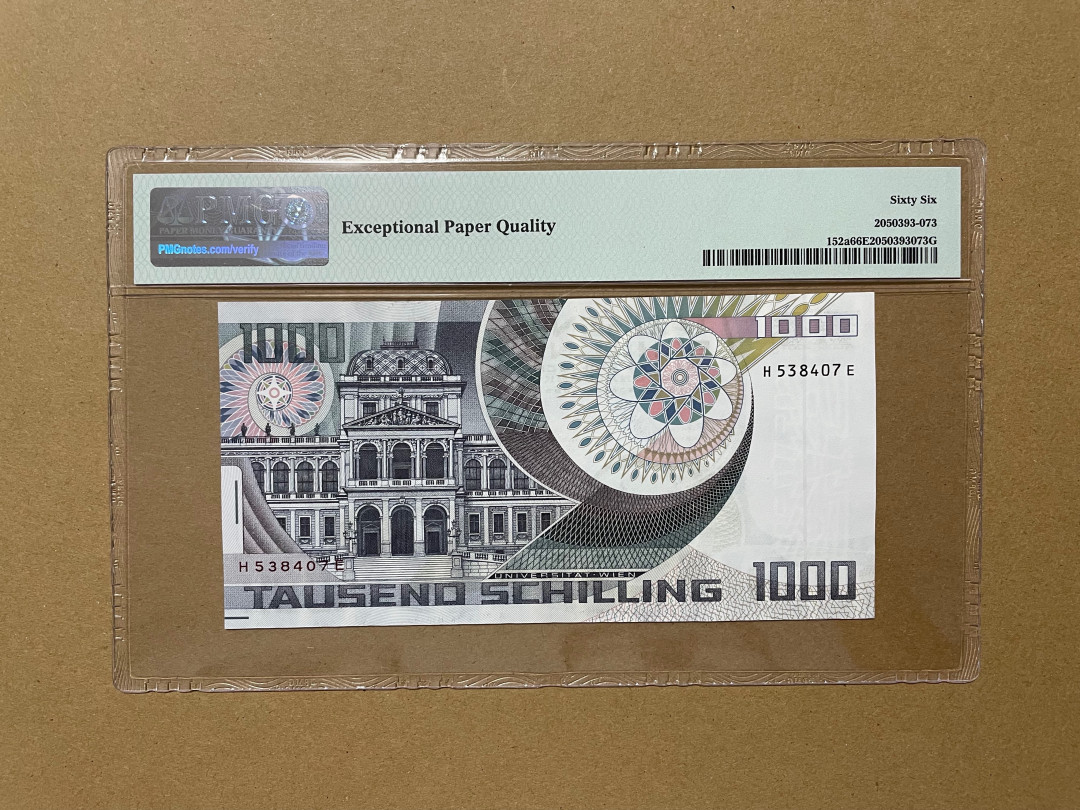 PMG
PAPER MONEY GUARANTY
PMGnotes.com/verify
Exceptional Paper Quality
Sixty Six
2050393-073
152a66E2050393073G
1000
1000
H 538407 E
H 538407 E
UNIVERSITÄT·WIEN
TAUSEND SCHILLING
1000